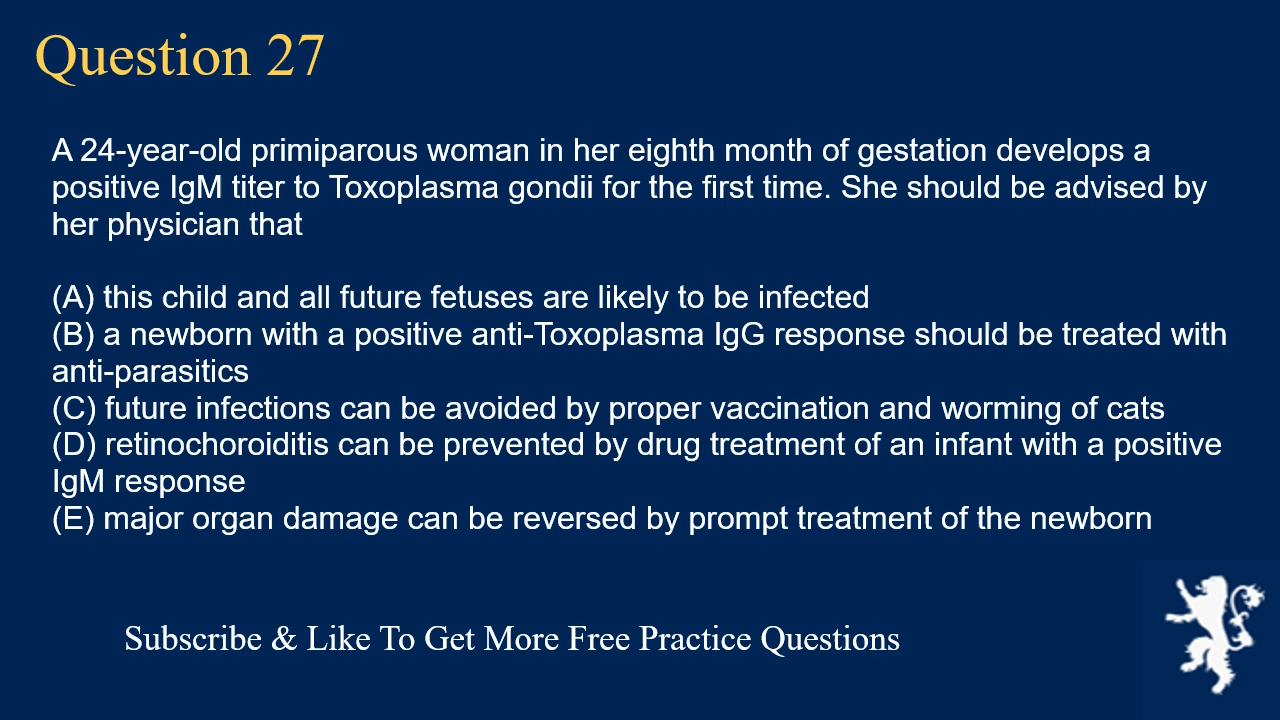 Question 27
A 24-year-old primiparous woman in her eighth month of gestation develops a
positive IgM titer to Toxoplasma gondii for the first time. She should be advised by
her physician that
(A) this child and all future fetuses are likely to be infected
(B) a newborn with a positive anti-Toxoplasma IgG response should be treated with
anti-parasitics
(C) future infections can be avoided by proper vaccination and worming of cats
(D) retinochoroiditis can be prevented by drug treatment of an infant with a positive
IgM response
(E) major organ damage can be reversed by prompt treatment of the newborn
Subscribe & Like To Get More Free Practice Questions